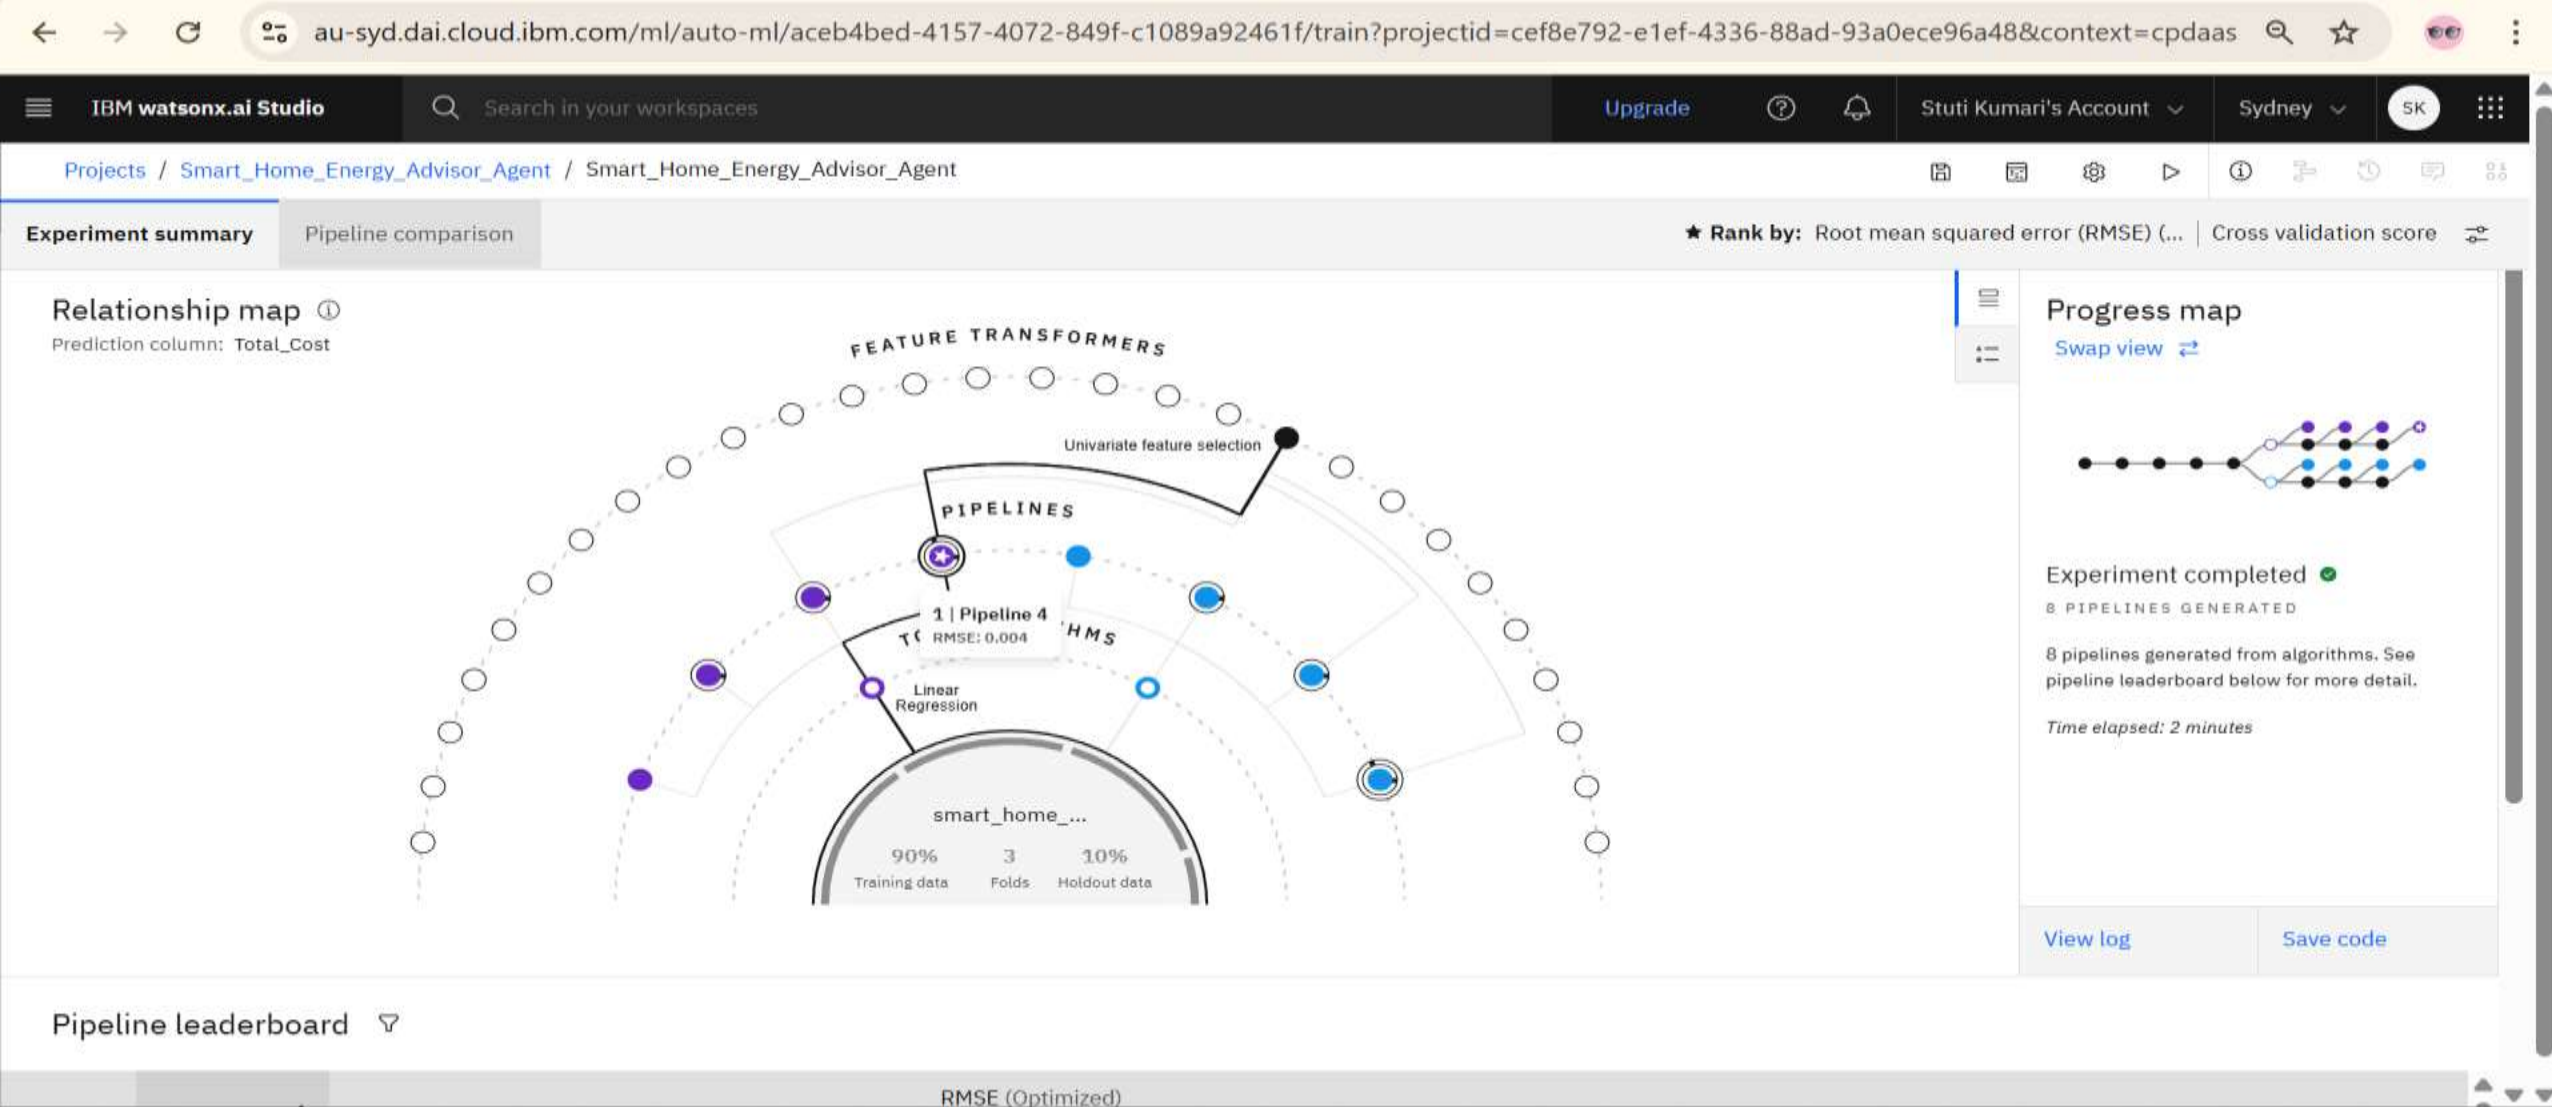 au-syd.dai.cloud.ibm.com/ml/auto-ml/aceb4bed-4157-4072-849f-c1089a92461f/train?projectid=cef8e792-e1ef-4336-88ad-93a0ece96a48&context=cpdaas
IBM watsonx.ai Studio
Search in your workspaces
Upgrade
Stuti Kumari's Account
Sydney
SK
Projects / Smart_Home_Energy_Advisor_Agent / Smart_Home_Energy_Advisor_Agent
Experiment summary
Pipeline comparison
Rank by: Root mean squared error (RMSE) (... | Cross validation score
Relationship map
Prediction column: Total_Cost
FEATURE TRANSFORMERS
Univariate feature selection
PIPELINES
1 | Pipeline 4
RMSE: 0.004
Linear
Regression
smart_home_...
90% 3 10%
Training data Folds Holdout data
Progress map
Swap view
Experiment completed
8 PIPELINES GENERATED
8 pipelines generated from algorithms. See
pipeline leaderboard below for more detail.
Time elapsed: 2 minutes
View log
Save code
Pipeline leaderboard
RMSE (Optimized)